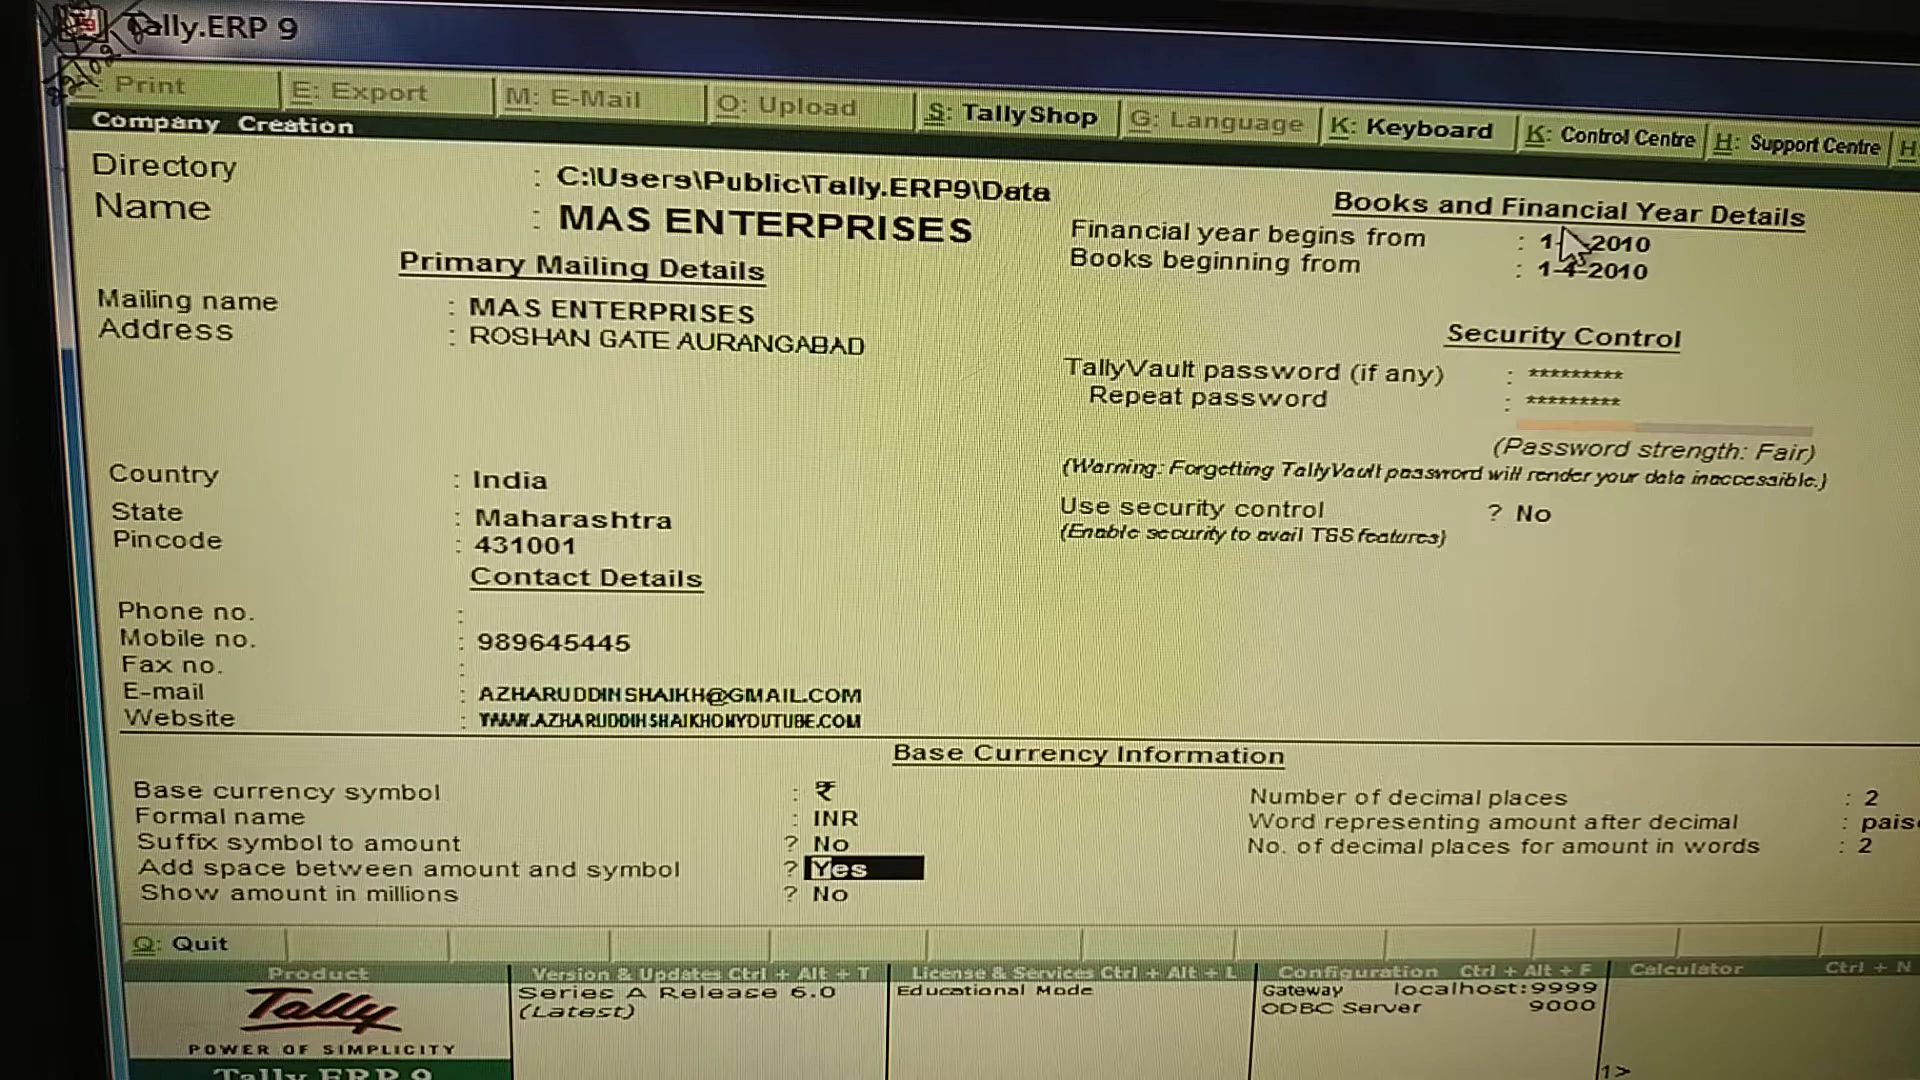 Tally.ERP 9
Print
E: Export
M: E-Mail
O: Upload
S: TallyShop
G: Language
K: Keyboard
K: Control Centre
H: Support Centre
H:
Company Creation
Directory : C:\Users\Public\Tally.ERP9\Data
Name : MAS ENTERPRISES
Primary Mailing Details
Mailing name : MAS ENTERPRISES
Address : ROSHAN GATE AURANGABAD
Country : India
State : Maharashtra
Pincode : 431001
Contact Details
Phone no. :
Mobile no. : 989645445
Fax no. :
E-mail : AZHARUDDINSHAIKH@GMAIL.COM
Website :
Books and Financial Year Details
Financial year begins from : 1- 2010
Books beginning from : 1-4-2010
Security Control
TallyVault password (if any) : *********
Repeat password : *********
(Password strength: Fair)
(Warning: Forgetting TallyVault password will render your data inaccessible.)
Use security control ? No
(Enable security to avail TSS features)
Base Currency Information
Base currency symbol : ₹
Formal name : INR
Suffix symbol to amount ? No
Add space between amount and symbol ? Yes
Show amount in millions ? No
Number of decimal places : 2
Word representing amount after decimal : pais
No. of decimal places for amount in words : 2
Q: Quit
Product
Tally
POWER OF SIMPLICITY
Tally.ERP 9
Version & Updates Ctrl + Alt + T
Series A Release 6.0
(Latest)
License & Services Ctrl + Alt + L
Educational Mode
Configuration Ctrl + Alt + F
Gateway localhost:9999
ODBC Server 9000
Calculator Ctrl + N
1>